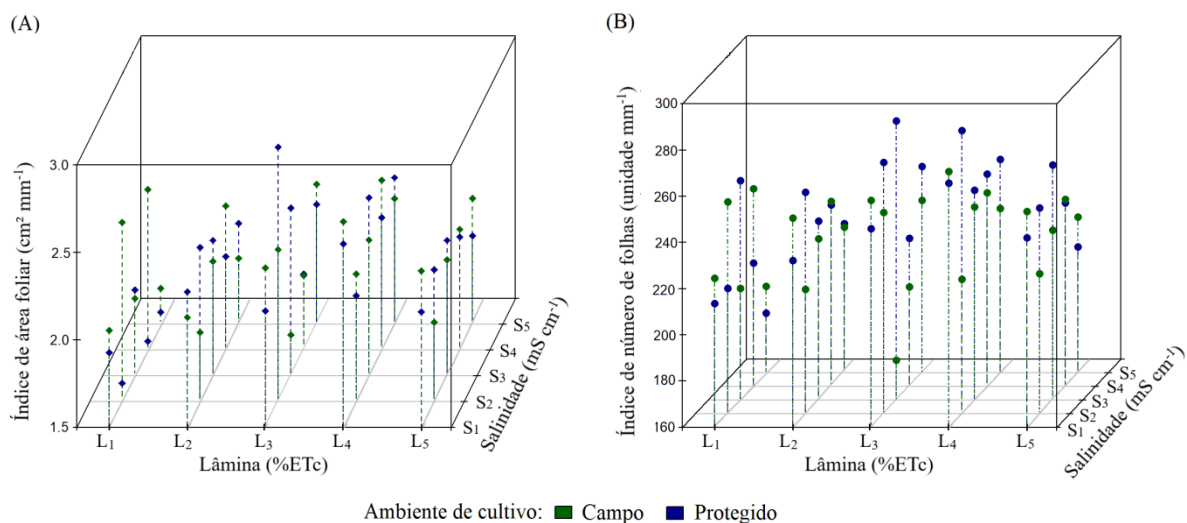 (A)
Índice de área foliar (cm² mm⁻¹)
3.0
2.5
2.0
1.5
L₁ L₂ L₃ L₄ L₅
Lâmina (%ETc)
S₅
S₄
S₃
S₂
S₁
Salinidade (mS cm⁻¹)
(B)
Índice de número de folhas (unidade mm⁻¹)
300
280
260
240
220
200
180
160
L₁ L₂ L₃ L₄ L₅
Lâmina (%ETc)
S₅
S₄
S₃
S₂
S₁
Salinidade (mS cm⁻¹)
Ambiente de cultivo: Campo Protegido